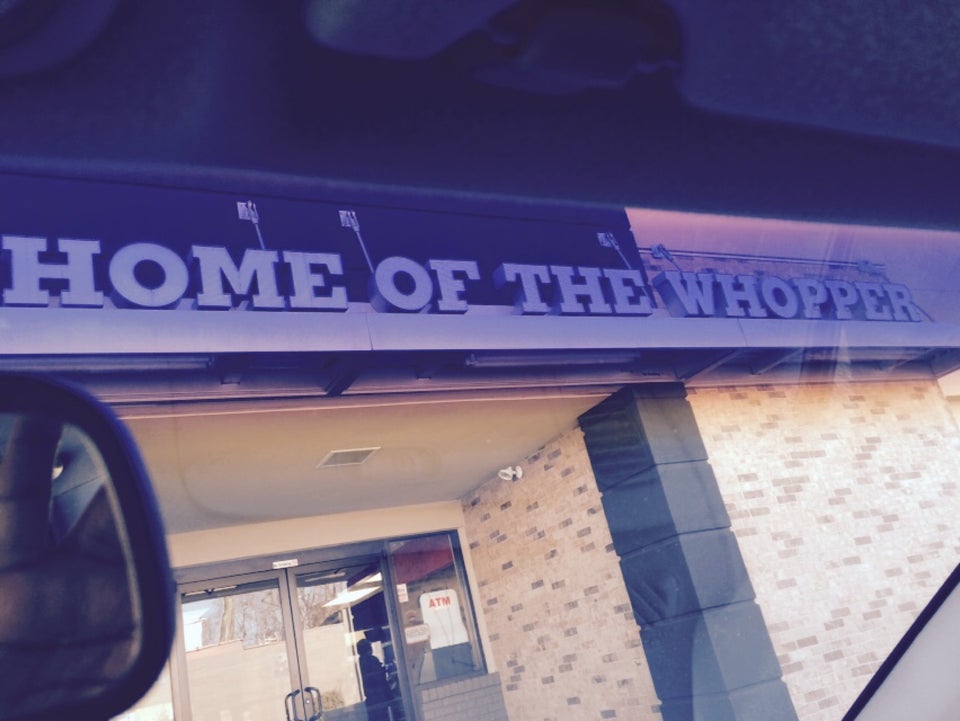 HOME OF THE WHOPPER
ATM